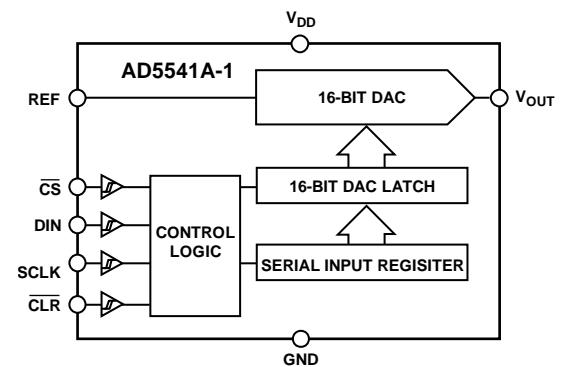 VDD
AD5541A-1
REF
16-BIT DAC
VOUT
CS
16-BIT DAC LATCH
DIN
CONTROL
LOGIC
SCLK
SERIAL INPUT REGISITER
CLR
GND